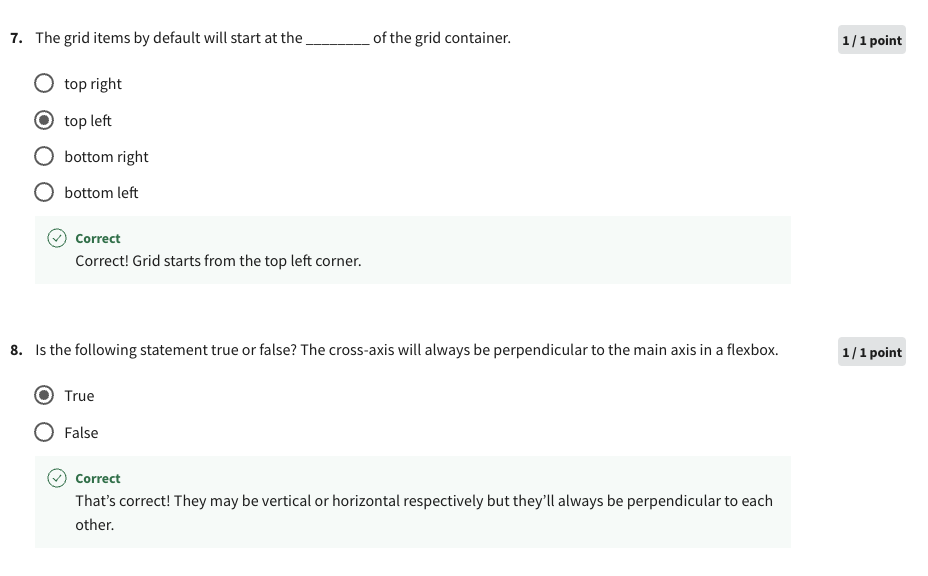 7. The grid items by default will start at the ________ of the grid container.
1 / 1 point
top right
top left
bottom right
bottom left
Correct
Correct! Grid starts from the top left corner.
8. Is the following statement true or false? The cross-axis will always be perpendicular to the main axis in a flexbox.
1 / 1 point
True
False
Correct
That’s correct! They may be vertical or horizontal respectively but they’ll always be perpendicular to each
other.